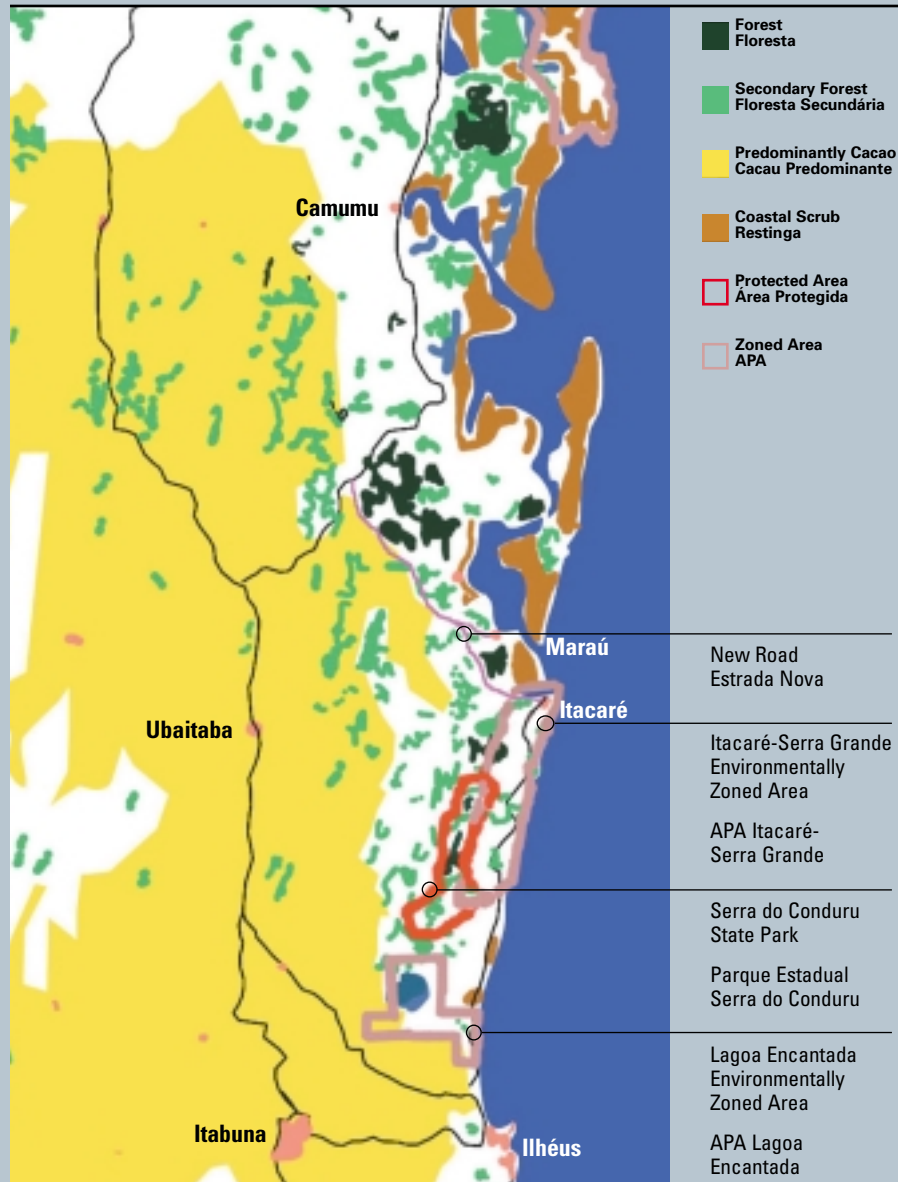 Forest
Floresta
Secondary Forest
Floresta Secundária
Predominantly Cacao
Cacau Predominante
Coastal Scrub
Restinga
Protected Area
Área Protegida
Zoned Area
APA
Camumu
Maraú
Itacaré
Ubaitaba
Itabuna
Ilhéus
New Road
Estrada Nova
Itacaré-Serra Grande
Environmentally
Zoned Area
APA Itacaré-
Serra Grande
Serra do Conduru
State Park
Parque Estadual
Serra do Conduru
Lagoa Encantada
Environmentally
Zoned Area
APA Lagoa
Encantada